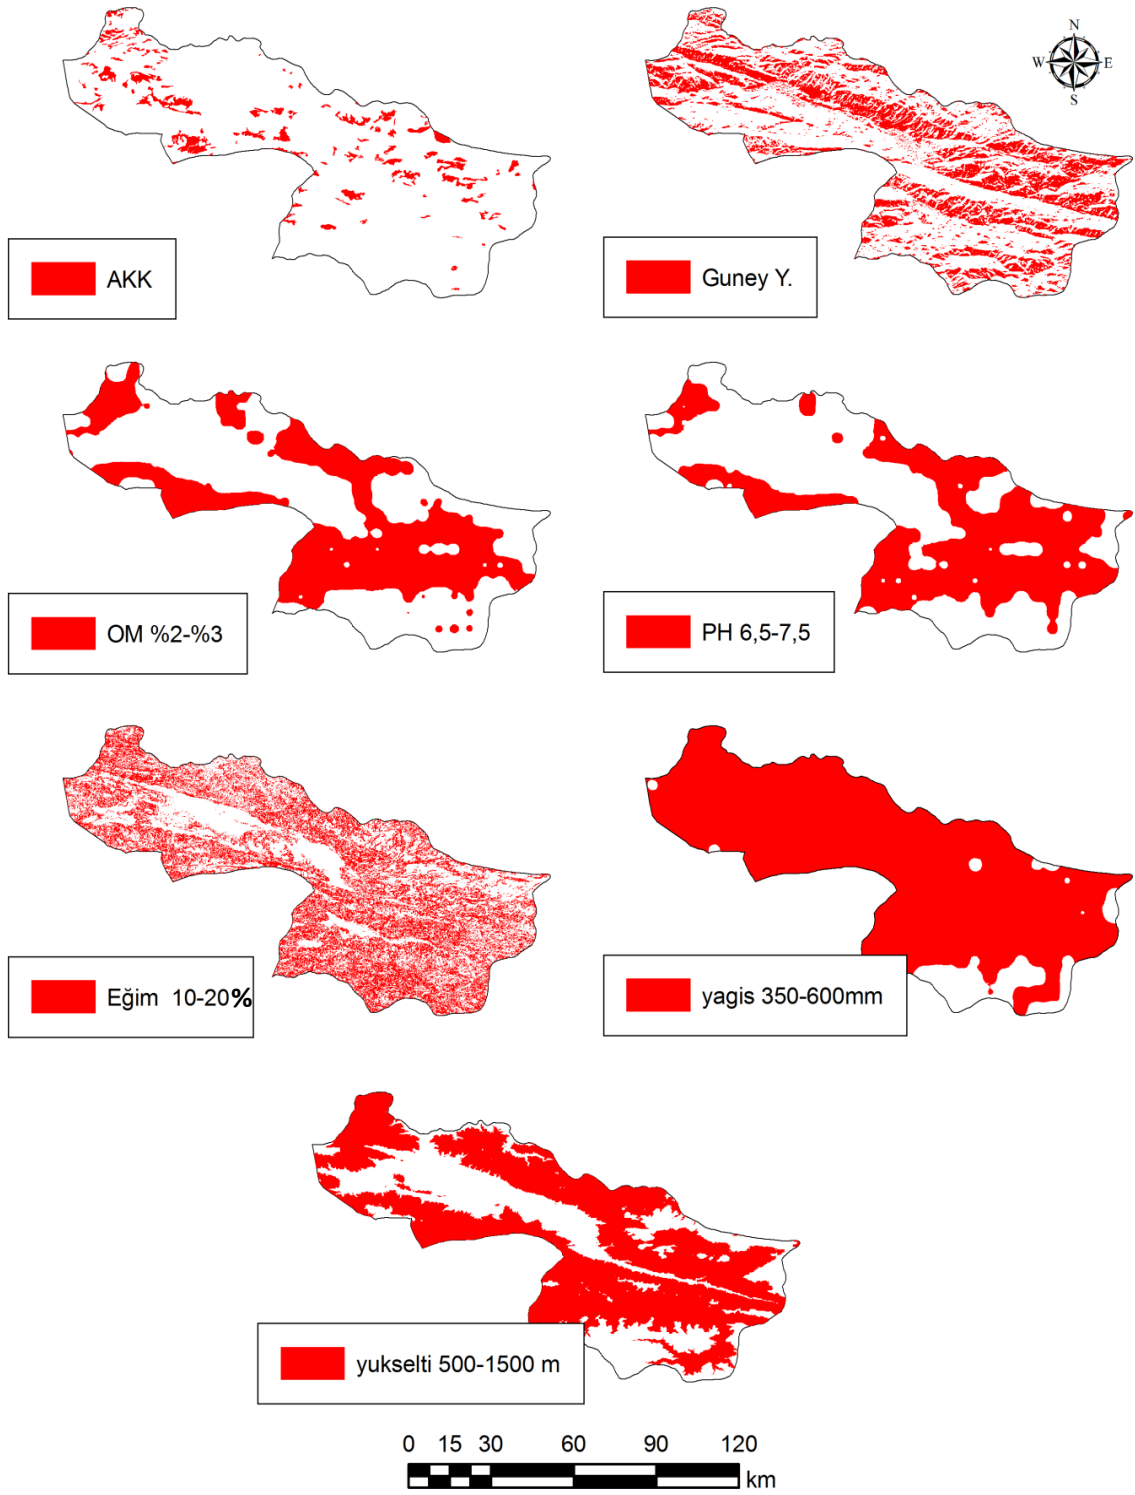 N
W E
S
AKK
Guney Y.
OM %2-%3
PH 6,5-7,5
Eğim 10-20%
yagis 350-600mm
yukselti 500-1500 m
0 15 30 60 90 120
km